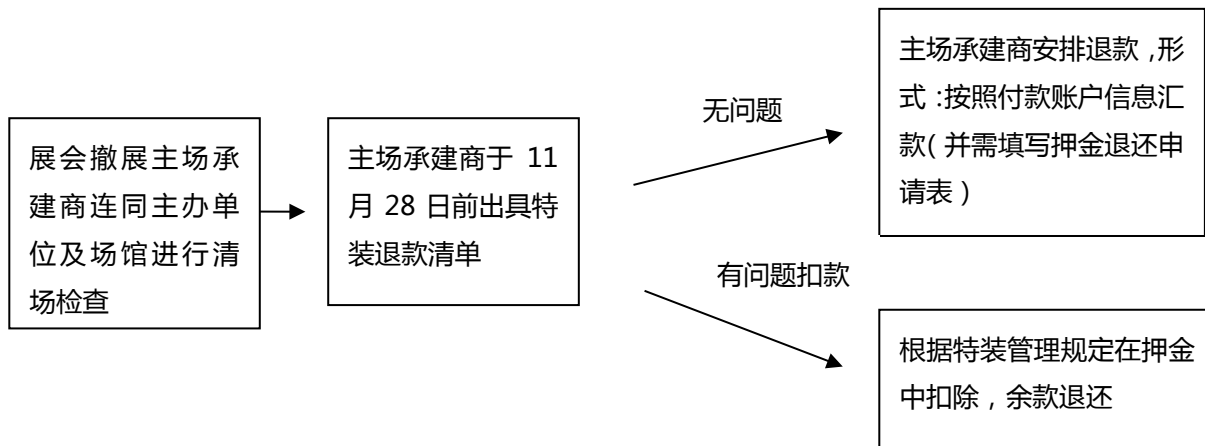 展会撤展主场承
建商连同主办单
位及场馆进行清
场检查
主场承建商于 11
月 28 日前出具特
装退款清单
无问题
主场承建商安排退款，形
式：按照付款账户信息汇
款（并需填写押金退还申
请表）
有问题扣款
根据特装管理规定在押金
中扣除，余款退还